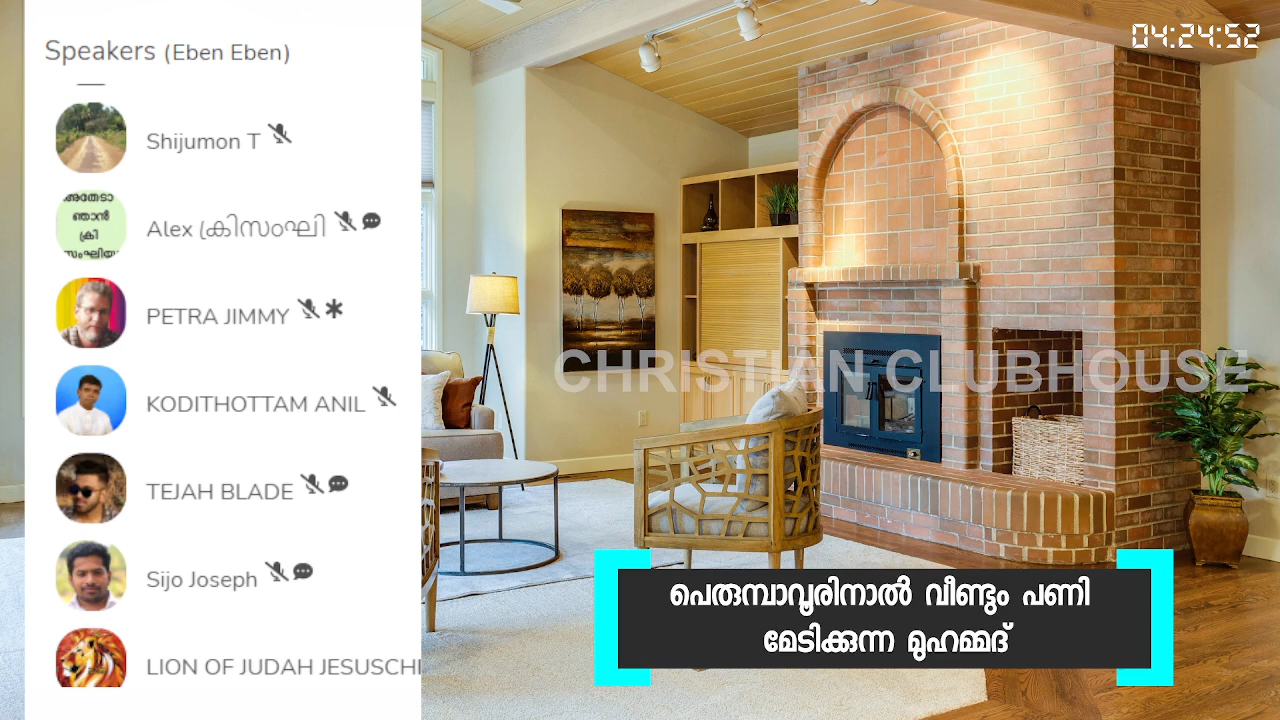 Speakers (Eben Eben)
04:24:52
Shijumon T
അതേടാ
ഞാൻ
ക്രി
സംഘിയാ
Alex ക്രിസംഘി
PETRA JIMMY
KODITHOTTAM ANIL
TEJAH BLADE
Sijo Joseph
LION OF JUDAH JESUSCHI
CHRISTIAN CLUBHOUSE
പെരുമ്പാവൂരിനാൽ വീണ്ടും പണി
മേടിക്കുന്ന മുഹമ്മദ്